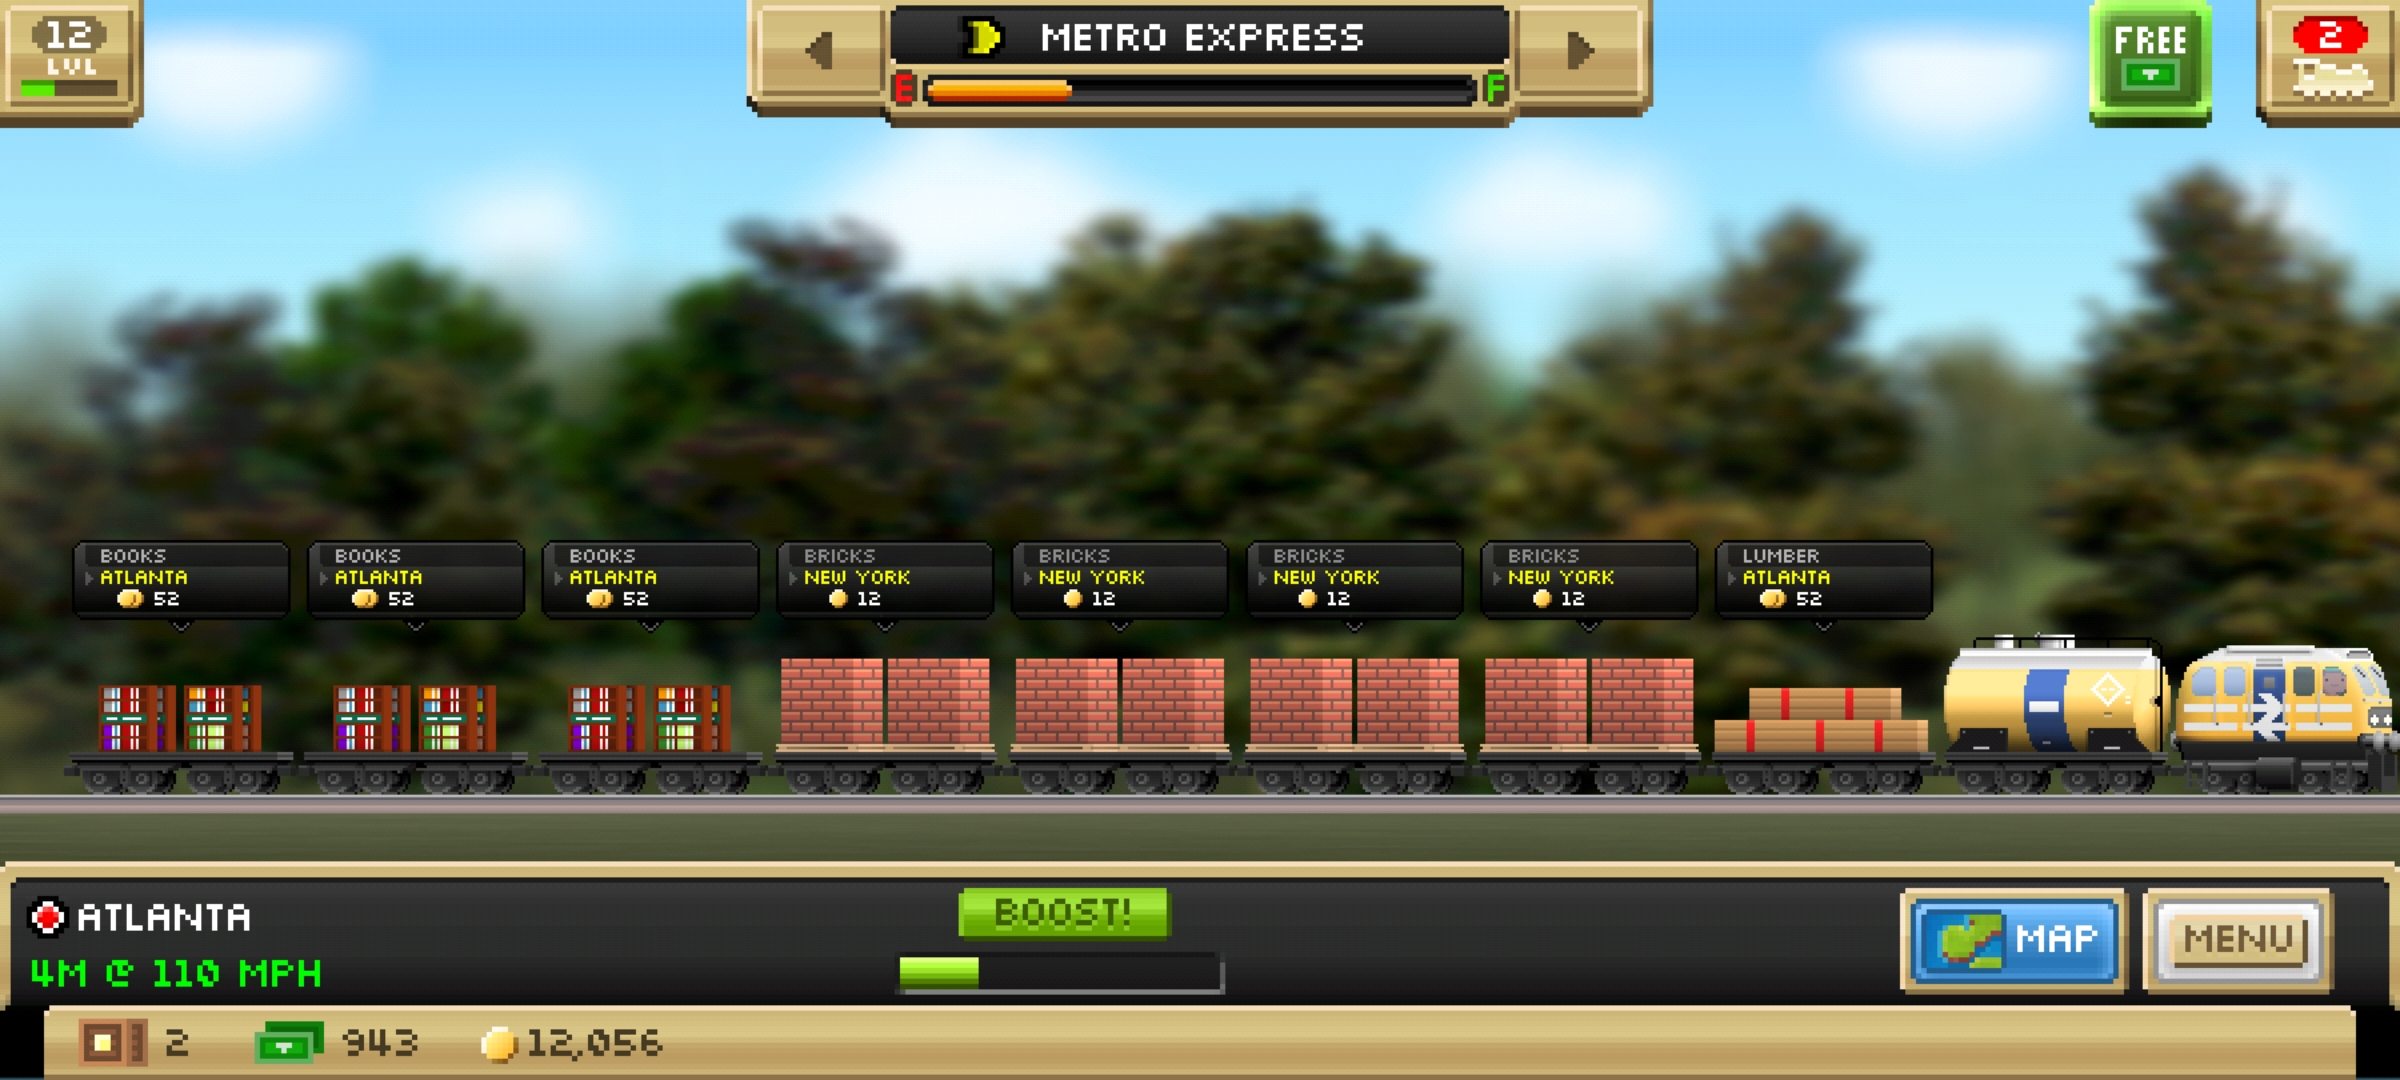 12
LVL
METRO EXPRESS
E F
FREE
2
BOOKS
ATLANTA
52
BOOKS
ATLANTA
52
BOOKS
ATLANTA
52
BRICKS
NEW YORK
12
BRICKS
NEW YORK
12
BRICKS
NEW YORK
12
BRICKS
NEW YORK
12
LUMBER
ATLANTA
52
ATLANTA
4M @ 110 MPH
BOOST!
MAP
MENU
2 943 12,056